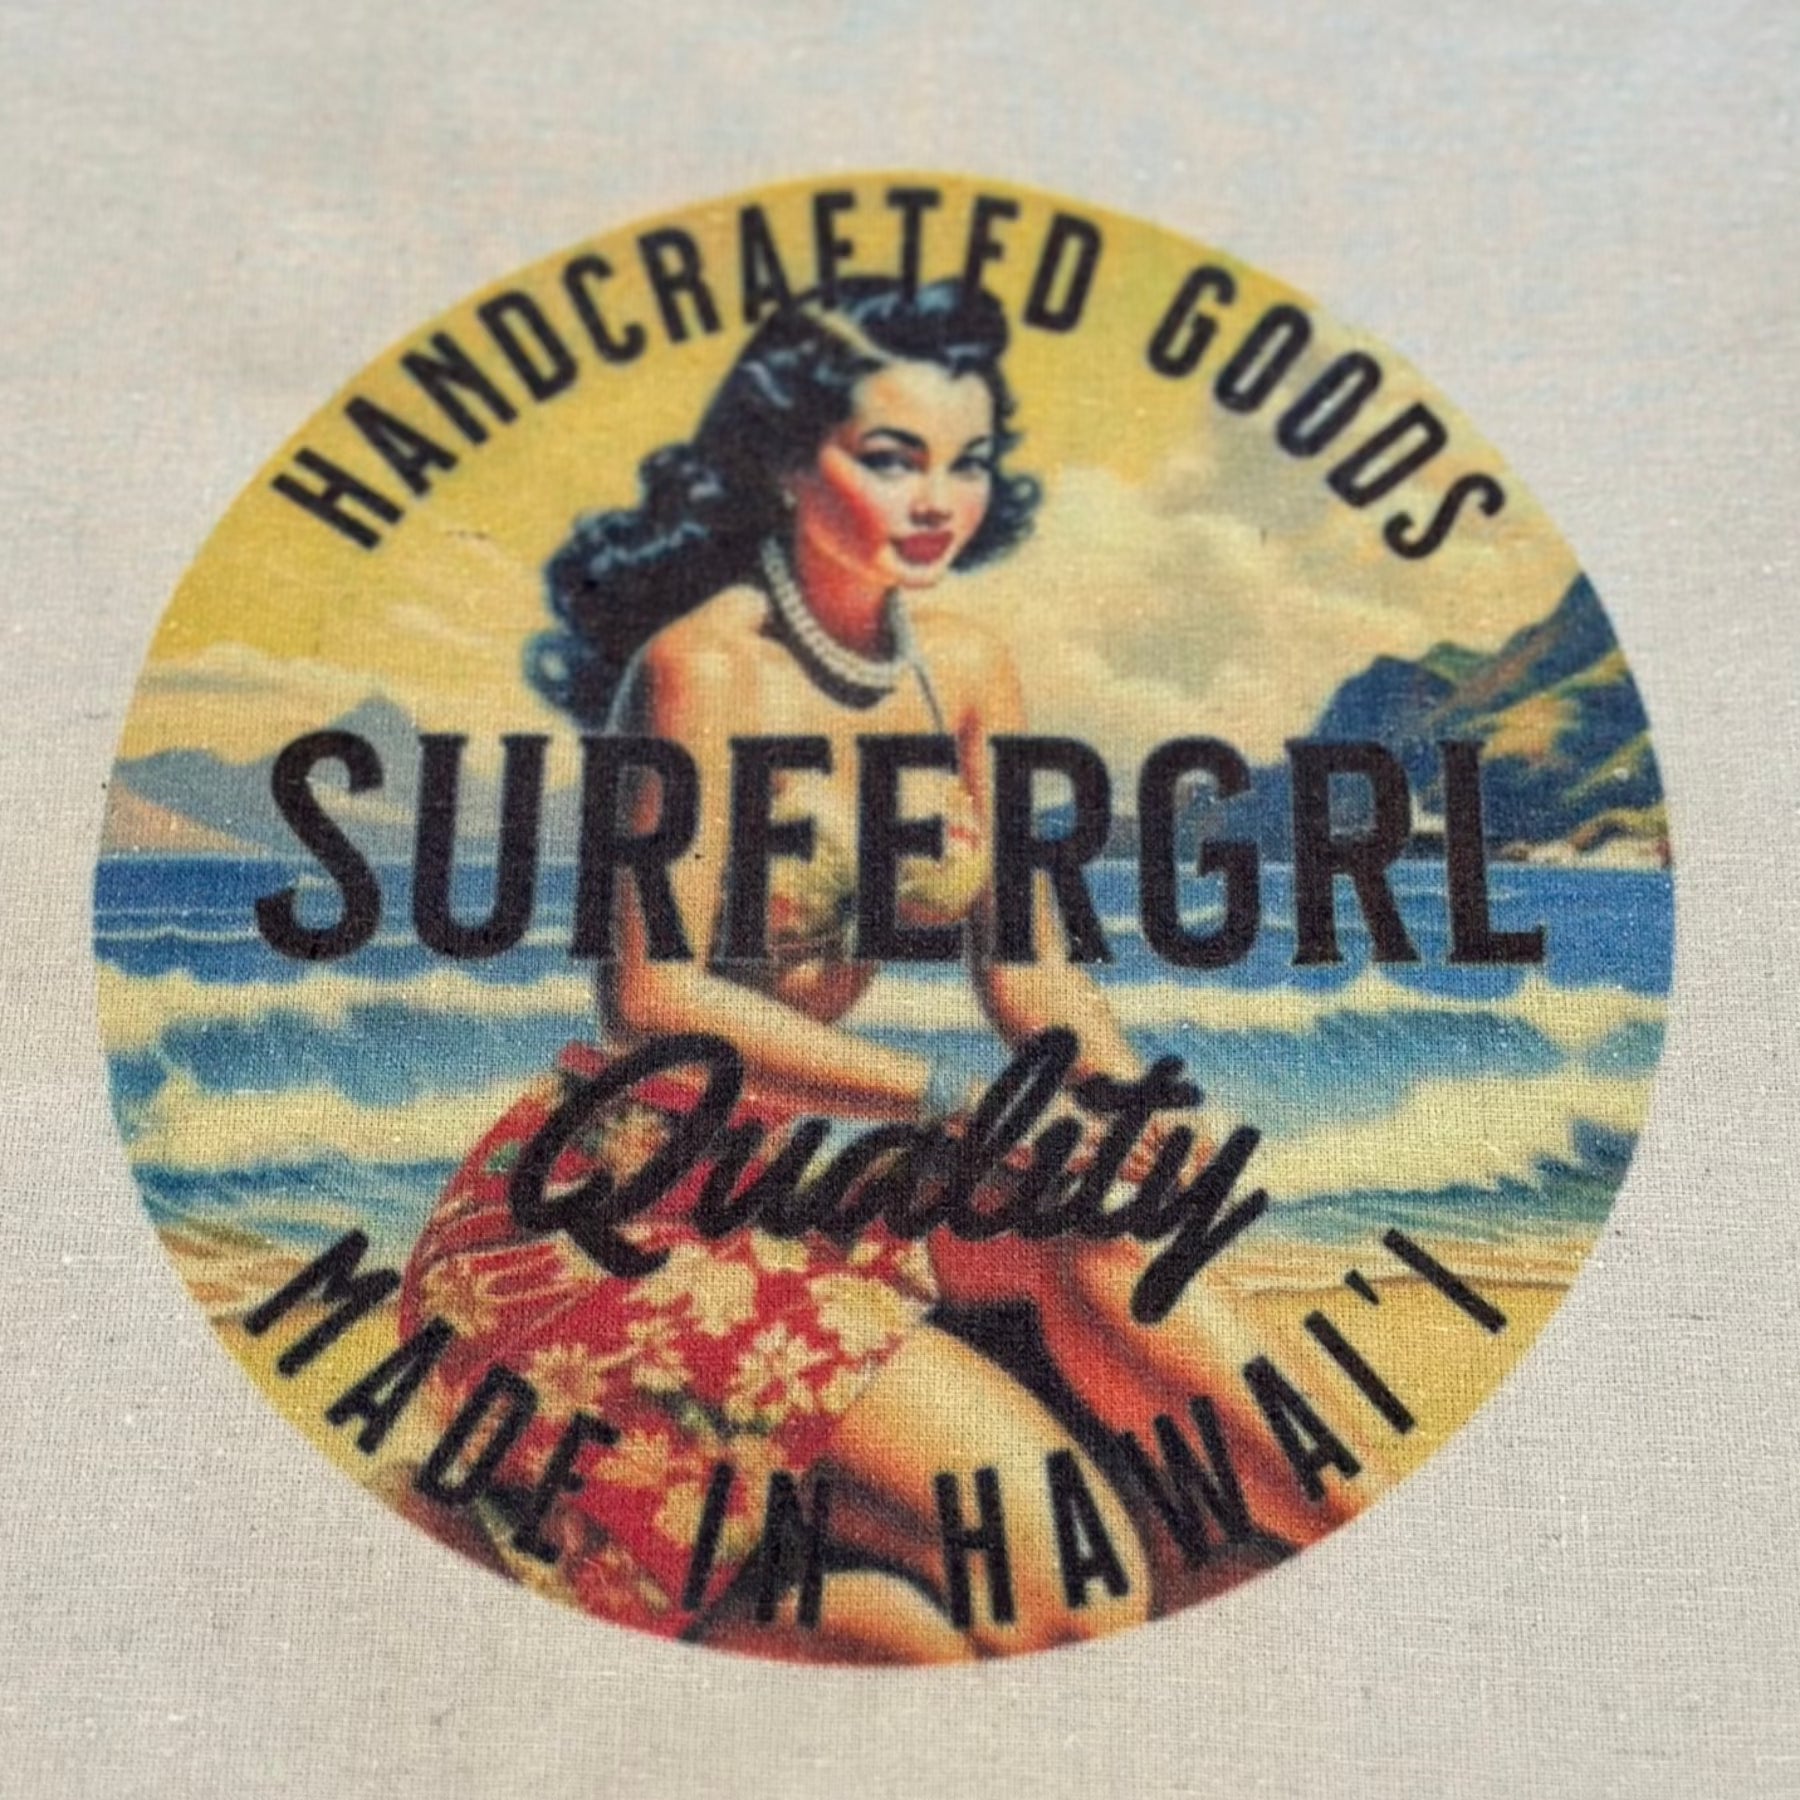 HANDCRAFTED GOODS
SURFERGRL
Quality
MADE IN HAWAI'I